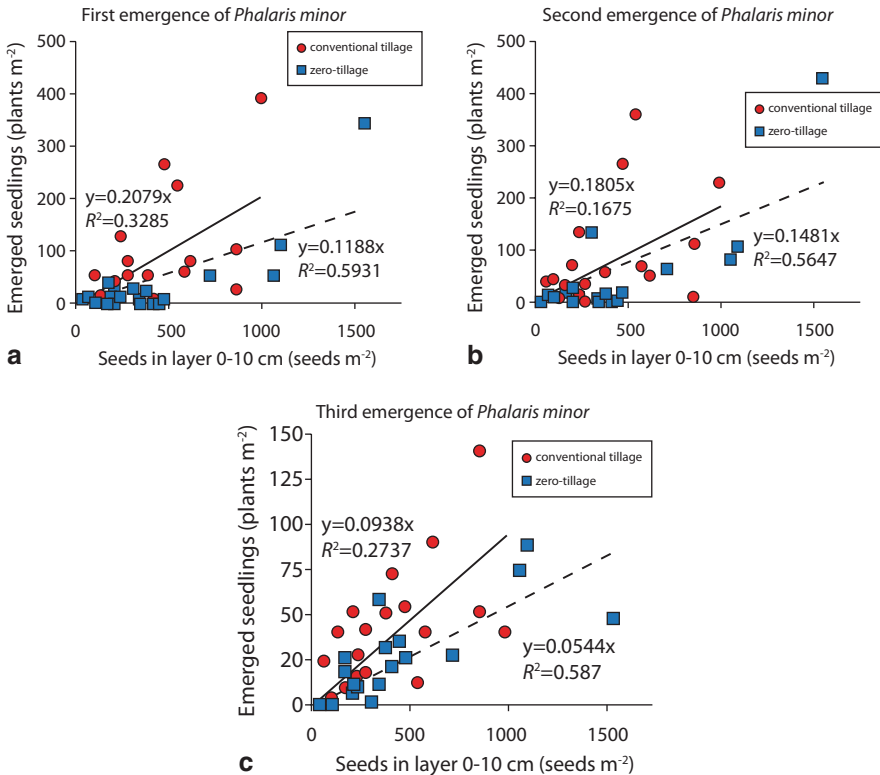 First emergence of Phalaris minor
Emerged seedlings (plants m⁻²)
500
400
300
200
100
0
conventional tillage
zero-tillage
y=0.2079x
R²=0.3285
y=0.1188x
R²=0.5931
0
500
1000
1500
Seeds in layer 0-10 cm (seeds m⁻²)
a
Second emergence of Phalaris minor
Emerged seedlings (plants m⁻²)
500
400
300
200
100
0
conventional tillage
zero-tillage
y=0.1805x
R²=0.1675
y=0.1481x
R²=0.5647
0
500
1000
1500
Seeds in layer 0-10 cm (seeds m⁻²)
b
Third emergence of Phalaris minor
Emerged seedlings (plants m⁻²)
150
125
100
75
50
20
0
conventional tillage
zero-tillage
y=0.0938x
R²=0.2737
y=0.0544x
R²=0.587
0
500
1000
1500
Seeds in layer 0-10 cm (seeds m⁻²)
c